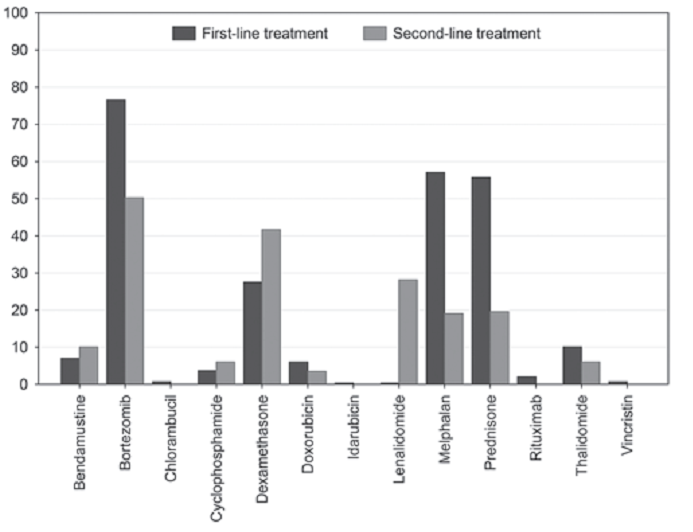 100
90
80
70
60
50
40
30
20
10
0
First-line treatment
Second-line treatment
Bendamustine
Bortezomib
Chlorambucil
Cyclophosphamide
Dexamethasone
Doxorubicin
Idarubicin
Lenalidomide
Melphalan
Prednisone
Rituximab
Thalidomide
Vincristin